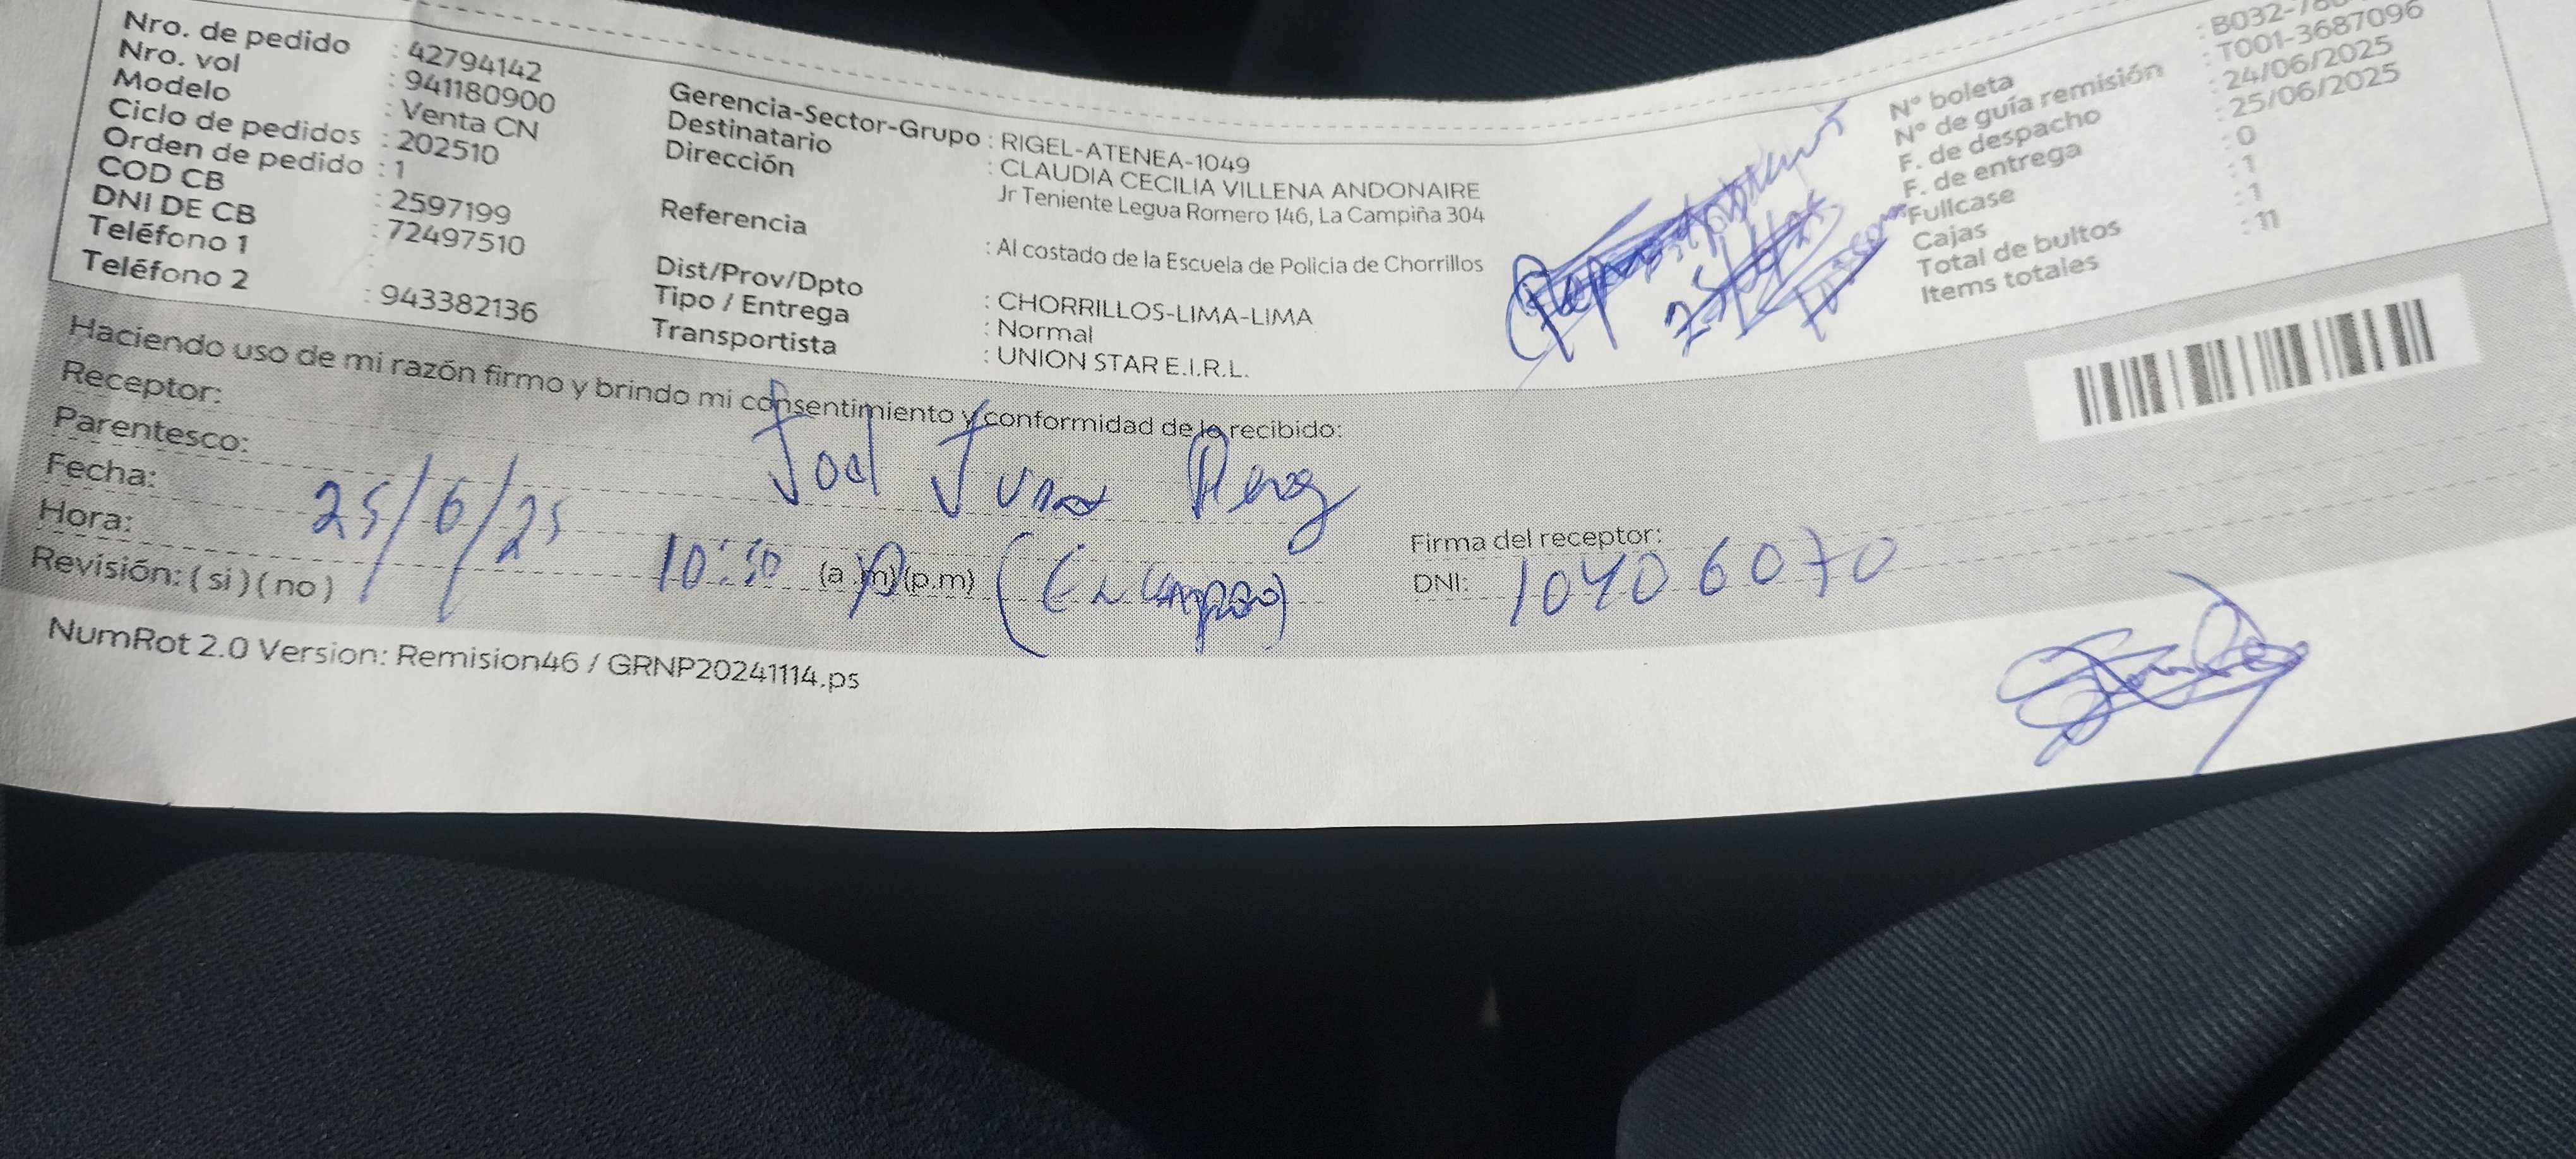 Nro. de pedido : 42794142
Nro. vol : 941180900
Modelo : Venta CN
Ciclo de pedidos : 202510
Orden de pedido : 1
COD CB : 2597199
DNI DE CB : 72497510
Teléfono 1 :
Teléfono 2 : 943382136
Gerencia-Sector-Grupo : RIGEL-ATENEA-1049
Destinatario : CLAUDIA CECILIA VILLENA ANDONAIRE
Dirección Jr Teniente Legua Romero 146, La Campiña 304
Referencia : Al costado de la Escuela de Policia de Chorrillos
Dist/Prov/Dpto : CHORRILLOS-LIMA-LIMA
Tipo / Entrega : Normal
Transportista : UNION STAR E.I.R.L.
N° boleta : B032-
N° de guía remisión : T001-3687096
F. de despacho : 24/06/2025
F. de entrega : 25/06/2025
Fullcase : 0
Cajas : 1
Total de bultos : 1
Items totales : 11
Haciendo uso de mi razón firmo y brindo mi consentimiento y conformidad de lo recibido:
Receptor: Joel
Parentesco:
Fecha: 25/6/25
Hora: (a.m)(p.m)
Revisión: ( si ) ( no )
Firma del receptor:
DNI: 10406070
NumRot 2.0 Version: Remision46 / GRNP20241114.ps